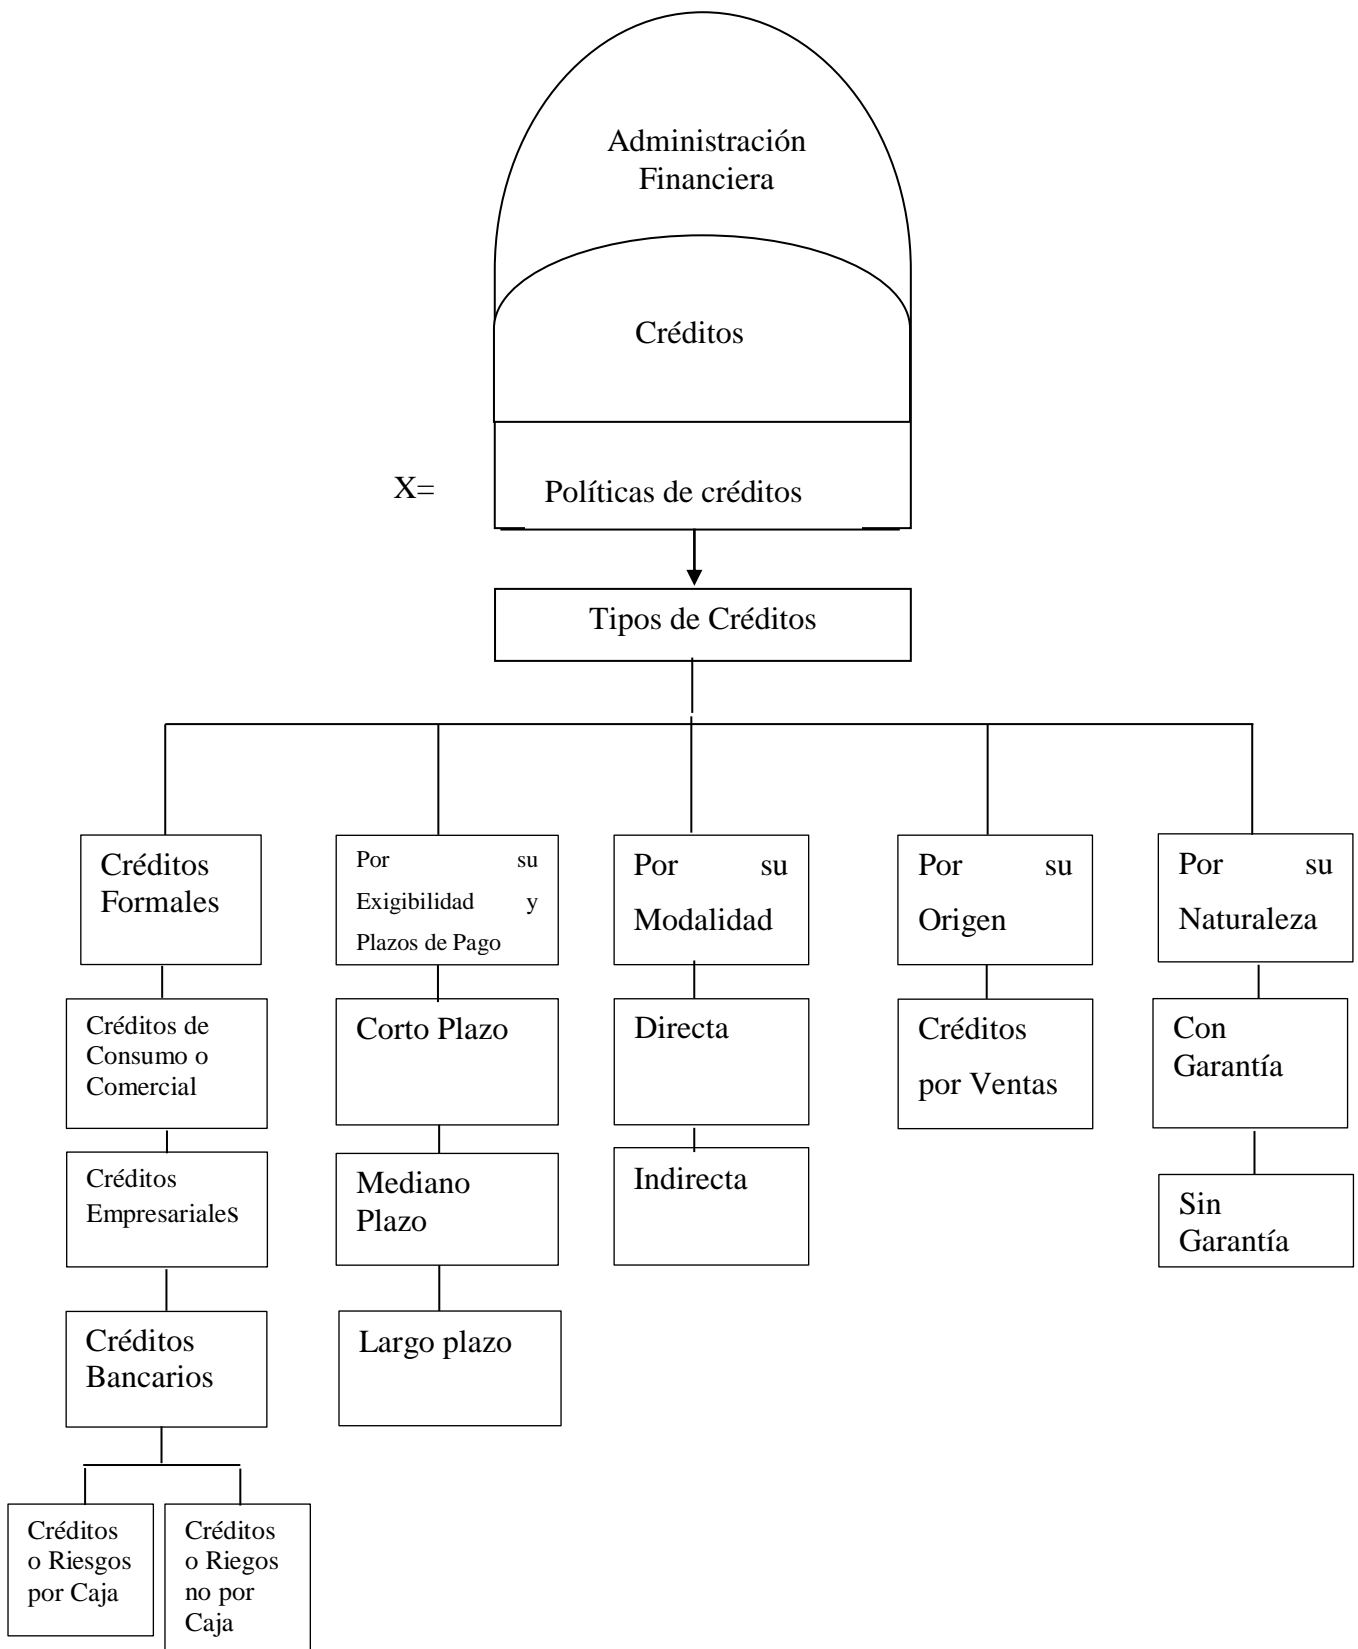 Administración
Financiera
Créditos
X=
Políticas de créditos
Tipos de Créditos
Créditos
Formales
Créditos de
Consumo o
Comercial
Créditos
Empresariales
Créditos
Bancarios
Créditos
o Riesgos
por Caja
Créditos
o Riegos
no por
Caja
Por su
Exigibilidad y
Plazos de Pago
Corto Plazo
Mediano
Plazo
Largo plazo
Por su
Modalidad
Directa
Indirecta
Por su
Origen
Créditos
por Ventas
Por su
Naturaleza
Con
Garantía
Sin
Garantía